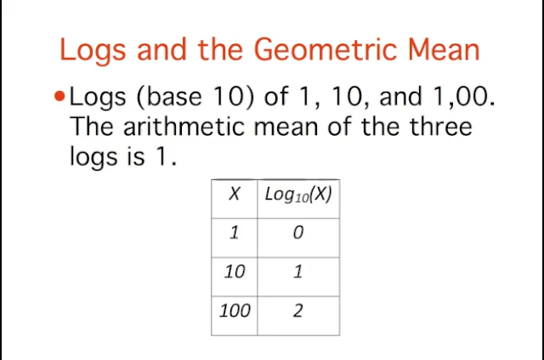 Logs and the Geometric Mean
•Logs (base 10) of 1, 10, and 1,00.
The arithmetic mean of the three
logs is 1.
X Log₁₀(X)
1 0
10 1
100 2